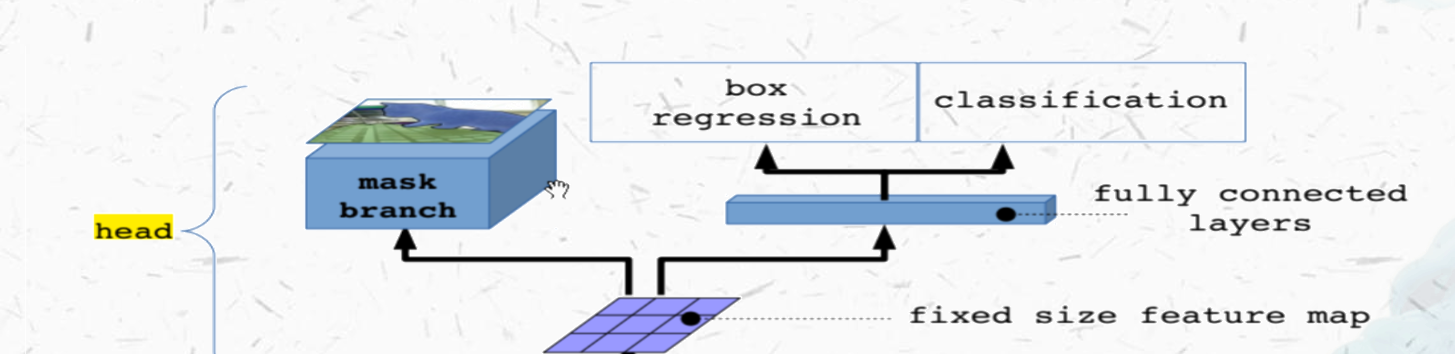 box
regression
classification
mask
branch
head
fully connected
layers
fixed size feature map